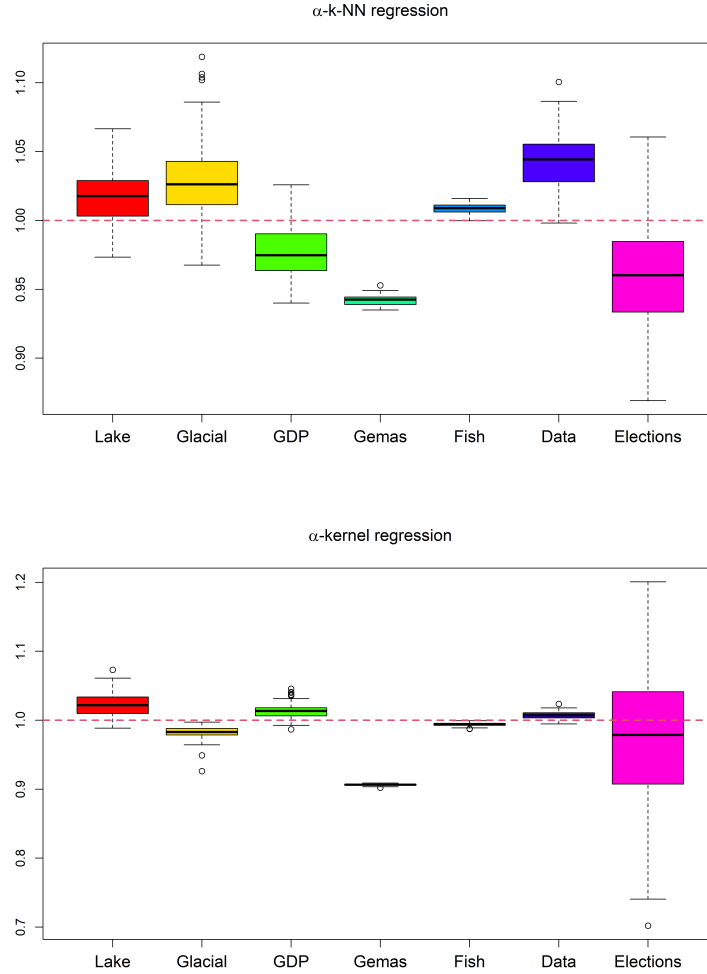 α-k-NN regression
1.10
1.05
1.00
0.95
0.90
Lake Glacial GDP Gemas Fish Data Elections
α-kernel regression
1.2
1.1
1.0
0.9
0.8
0.7
Lake Glacial GDP Gemas Fish Data Elections